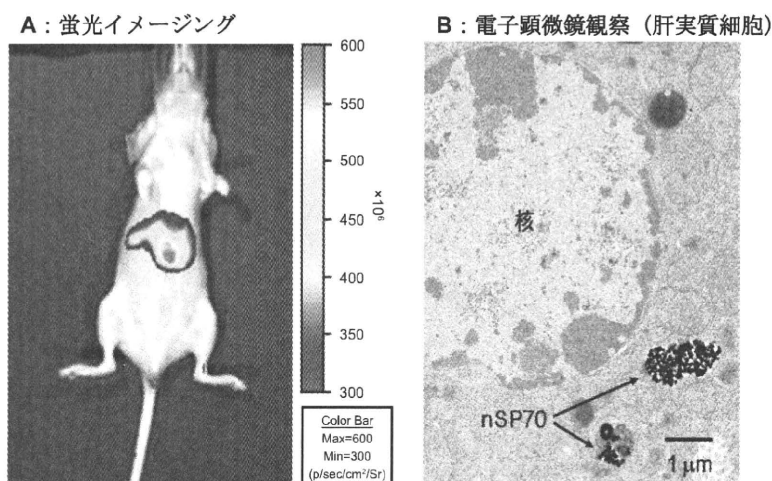 A：蛍光イメージング
600
550
500
450
400
350
300
×10⁶
Color Bar
Max=600
Min=300
(p/sec/cm²/Sr)
B：電子顕微鏡観察（肝実質細胞）
核
nSP70
1 μm